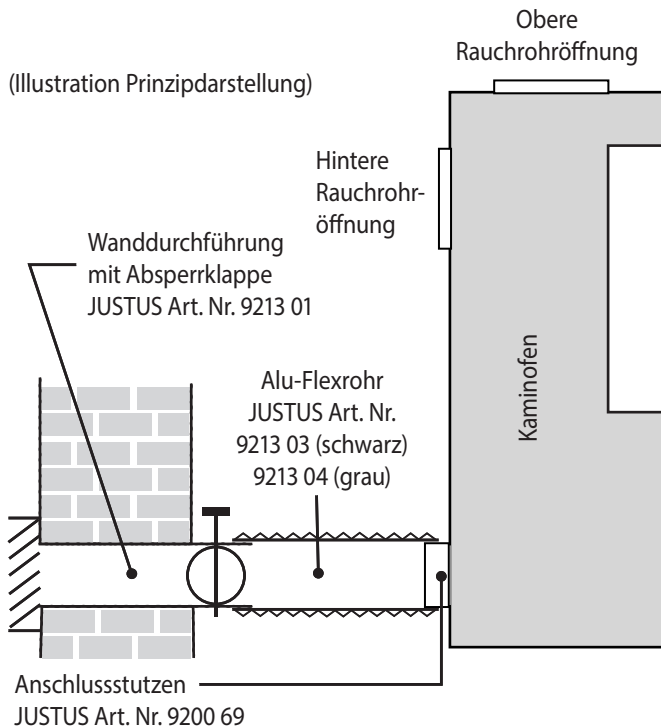 Obere
Rauchrohröffnung
(Illustration Prinzipdarstellung)
Hintere
Rauchrohr-
öffnung
Wanddurchführung
mit Absperrklappe
JUSTUS Art. Nr. 9213 01
Alu-Flexrohr
JUSTUS Art. Nr.
9213 03 (schwarz)
9213 04 (grau)
Kaminofen
Anschlussstutzen
JUSTUS Art. Nr. 9200 69